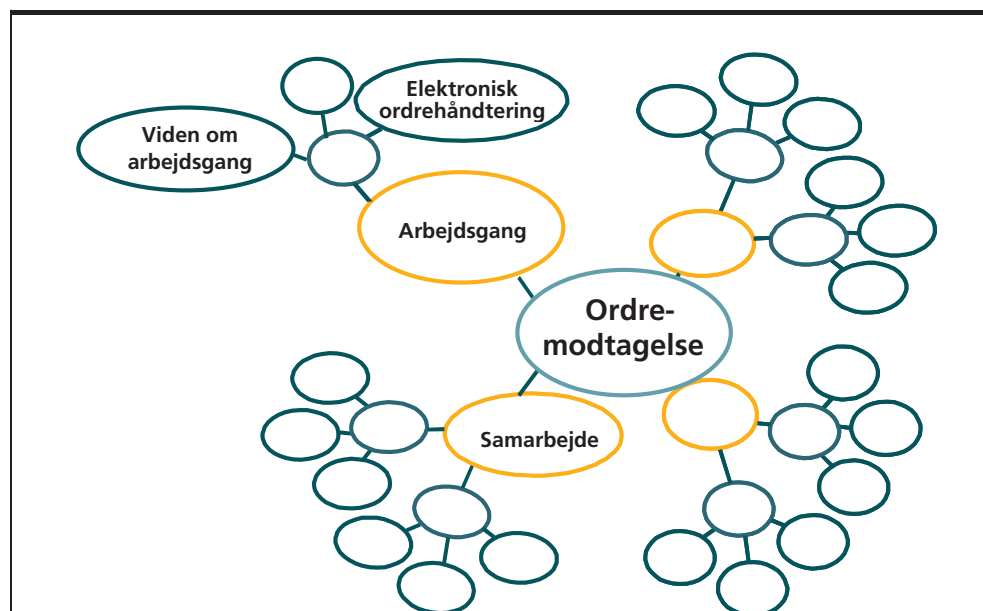 Elektronisk
ordrehåndtering
Viden om
arbejdsgang
Arbejdsgang
Ordre-
modtagelse
Samarbejde